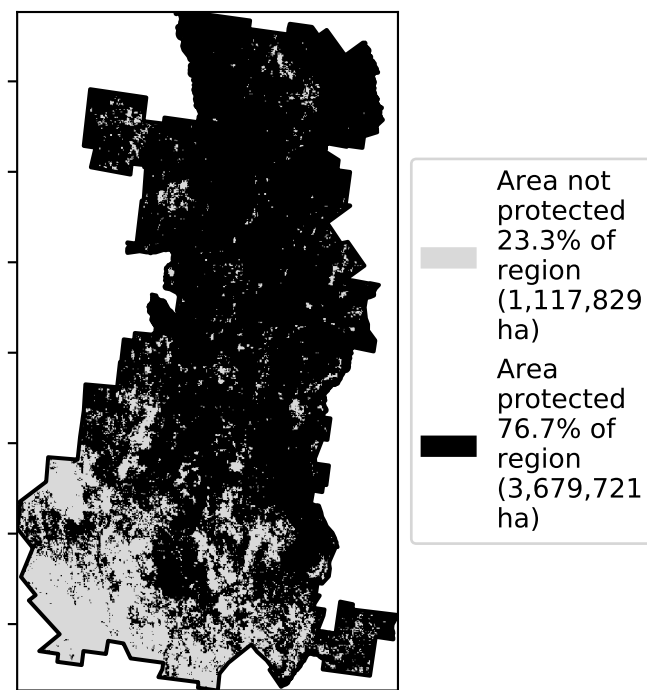 Area not
protected
23.3% of
region
(1,117,829
ha)
Area
protected
76.7% of
region
(3,679,721
ha)